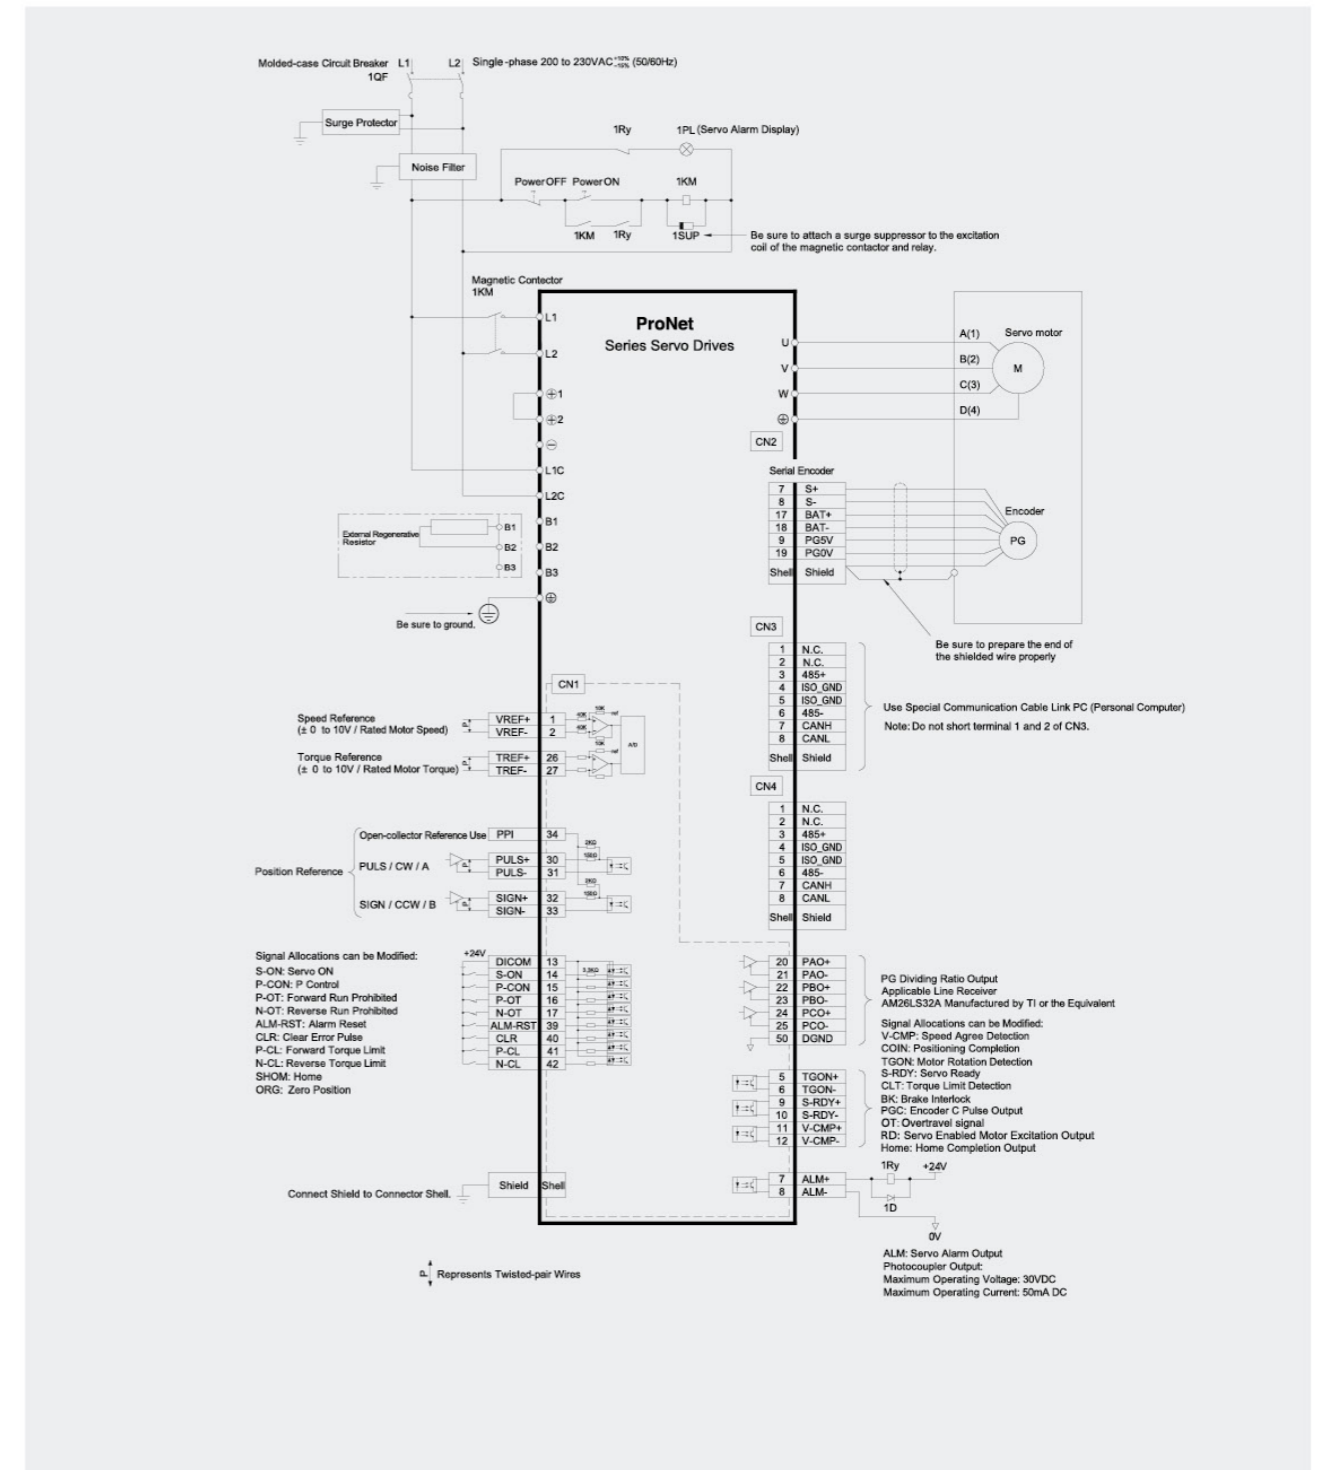 Molded-case Circuit Breaker L1 L2 Single-phase 200 to 230VAC +10% -15% (50/60Hz)
1QF
Surge Protector
1Ry 1PL (Servo Alarm Display)
Noise Filter
Power OFF Power ON 1KM
1KM 1Ry 1SUP
Be sure to attach a surge suppressor to the excitation
coil of the magnetic contactor and relay.
Magnetic Contector
1KM
ProNet
Series Servo Drives
L1
L2
⊕1
⊕2
⊖
L1C
L2C
B1
B2
B3
External Regenerative
Resistor
B1
B2
B3
Be sure to ground.
U
V
W
A(1)
B(2)
C(3)
D(4)
Servo motor
M
CN2
Serial Encoder
7 S+
8 S-
17 BAT+
18 BAT-
9 PG5V
19 PG0V
Shell Shield
Encoder
PG
Be sure to prepare the end of
the shielded wire properly
CN3
1 N.C.
2 N.C.
3 485+
4 ISO_GND
5 ISO_GND
6 485-
7 CANH
8 CANL
Shell Shield
Use Special Communication Cable Link PC (Personal Computer)
Note: Do not short terminal 1 and 2 of CN3.
CN4
1 N.C.
2 N.C.
3 485+
4 ISO_GND
5 ISO_GND
6 485-
7 CANH
8 CANL
Shell Shield
CN1
Speed Reference
(± 0 to 10V / Rated Motor Speed)
P
VREF+ 1
VREF- 2
40K
40K
10K
ref
Torque Reference
(± 0 to 10V / Rated Motor Torque)
P
TREF+ 26
TREF- 27
10K
ref
A/D
Position Reference
Open-collector Reference Use PPI 34
PULS / CW / A
P
PULS+ 30
PULS- 31
2KΩ
150Ω
SIGN / CCW / B
P
SIGN+ 32
SIGN- 33
2KΩ
150Ω
Signal Allocations can be Modified:
S-ON: Servo ON
P-CON: P Control
P-OT: Forward Run Prohibited
N-OT: Reverse Run Prohibited
ALM-RST: Alarm Reset
CLR: Clear Error Pulse
P-CL: Forward Torque Limit
N-CL: Reverse Torque Limit
SHOM: Home
ORG: Zero Position
+24V
DICOM 13
S-ON 14
P-CON 15
P-OT 16
N-OT 17
ALM-RST 39
CLR 40
P-CL 41
N-CL 42
3.3KΩ
20 PAO+
21 PAO-
22 PBO+
23 PBO-
24 PCO+
25 PCO-
50 DGND
PG Dividing Ratio Output
Applicable Line Receiver
AM26LS32A Manufactured by TI or the Equivalent
5 TGON+
6 TGON-
9 S-RDY+
10 S-RDY-
11 V-CMP+
12 V-CMP-
Signal Allocations can be Modified:
V-CMP: Speed Agree Detection
COIN: Positioning Completion
TGON: Motor Rotation Detection
S-RDY: Servo Ready
CLT: Torque Limit Detection
BK: Brake Interlock
PGC: Encoder C Pulse Output
OT: Overtravel signal
RD: Servo Enabled Motor Excitation Output
Home: Home Completion Output
1Ry +24V
7 ALM+
8 ALM-
1D
0V
ALM: Servo Alarm Output
Photocoupler Output:
Maximum Operating Voltage: 30VDC
Maximum Operating Current: 50mA DC
Connect Shield to Connector Shell.
Shield Shell
P Represents Twisted-pair Wires